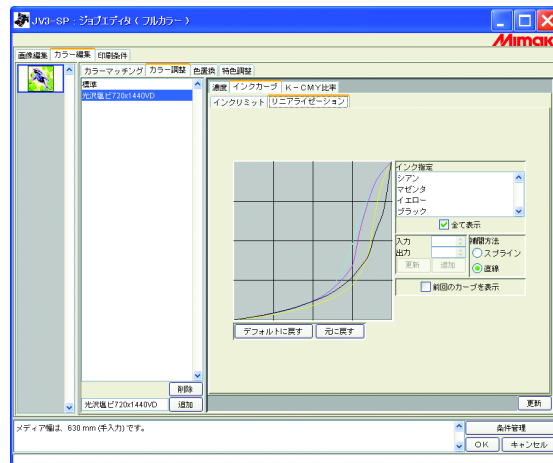 JV3-SP : ジョブエディタ ( フルカラー )
Mimak
画像編集 カラー編集 印刷条件
カラーマッチング カラー調整 色置換 特色調整
標準
光沢塩ビ720x1440VD
濃度 インクカーブ K-CMY比率
インクリミット リニアライゼーション
インク指定
シアン
マゼンタ
イエロー
ブラック
全て表示
入力
出力
更新 追加
補間方法
スプライン
直線
前回のカーブを表示
デフォルトに戻す 元に戻す
削除
光沢塩ビ720x1440VD 追加
更新
メディア幅は、630 mm (手入力) です。
条件管理
OK キャンセル